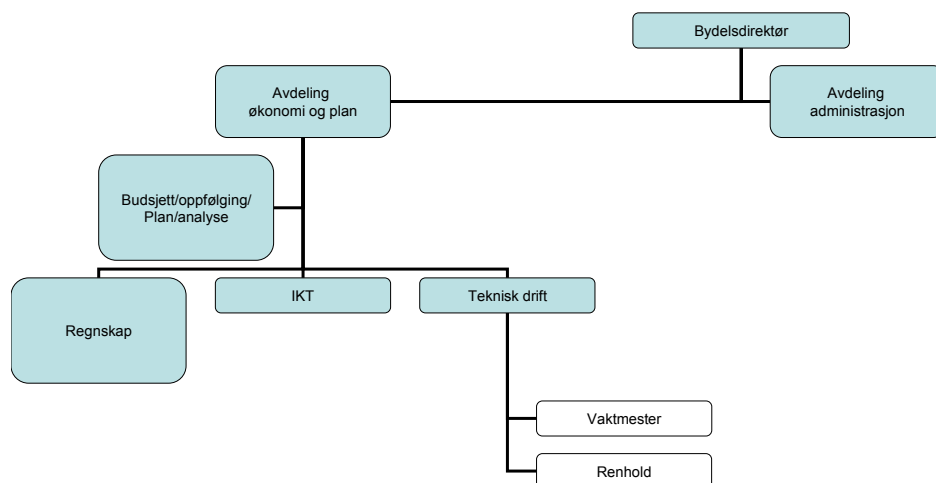 Bydelsdirektør
Avdeling
økonomi og plan
Avdeling
administrasjon
Budsjett/oppfølging/
Plan/analyse
Regnskap
IKT
Teknisk drift
Vaktmester
Renhold